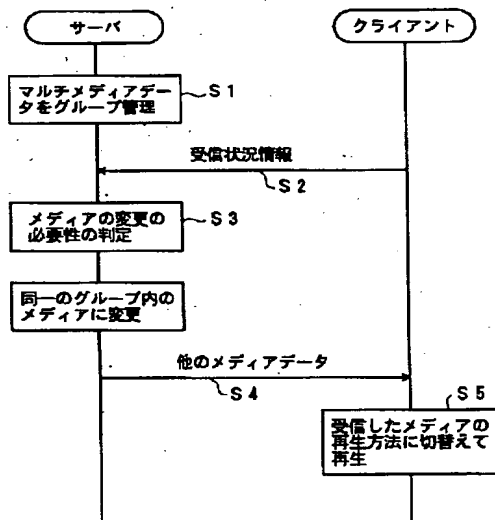 サーバ
クライアント
マルチメディアデー
タをグループ管理
S1
受信状況情報
S2
メディアの変更の
必要性の判定
S3
同一のグループ内の
メディアに変更
他のメディアデータ
S4
S5
受信したメディアの
再生方法に切替えて
再生